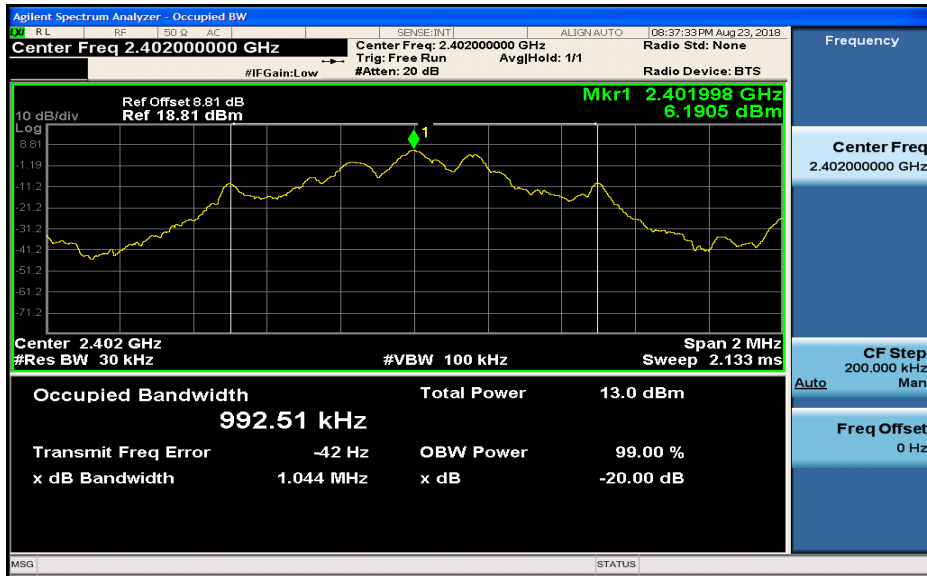 Agilent Spectrum Analyzer - Occupied BW
LXI RL RF 50 Ω AC SENSE:INT ALIGN AUTO 08:37:33 PM Aug 23, 2018
Center Freq 2.402000000 GHz Center Freq: 2.402000000 GHz Radio Std: None
Trig: Free Run Avg|Hold: 1/1
#IFGain:Low #Atten: 20 dB Radio Device: BTS
Mkr1 2.401998 GHz
Ref Offset 8.81 dB
10 dB/div Ref 18.81 dBm 6.1905 dBm
Log
8.81
-1.19
-11.2
-21.2
-31.2
-41.2
-51.2
-61.2
-71.2
1
Center 2.402 GHz Span 2 MHz
#Res BW 30 kHz #VBW 100 kHz Sweep 2.133 ms
Occupied Bandwidth Total Power 13.0 dBm
992.51 kHz
Transmit Freq Error -42 Hz OBW Power 99.00 %
x dB Bandwidth 1.044 MHz x dB -20.00 dB
MSG STATUS
Frequency
Center Freq
2.402000000 GHz
CF Step
200.000 kHz
Auto Man
Freq Offset
0 Hz